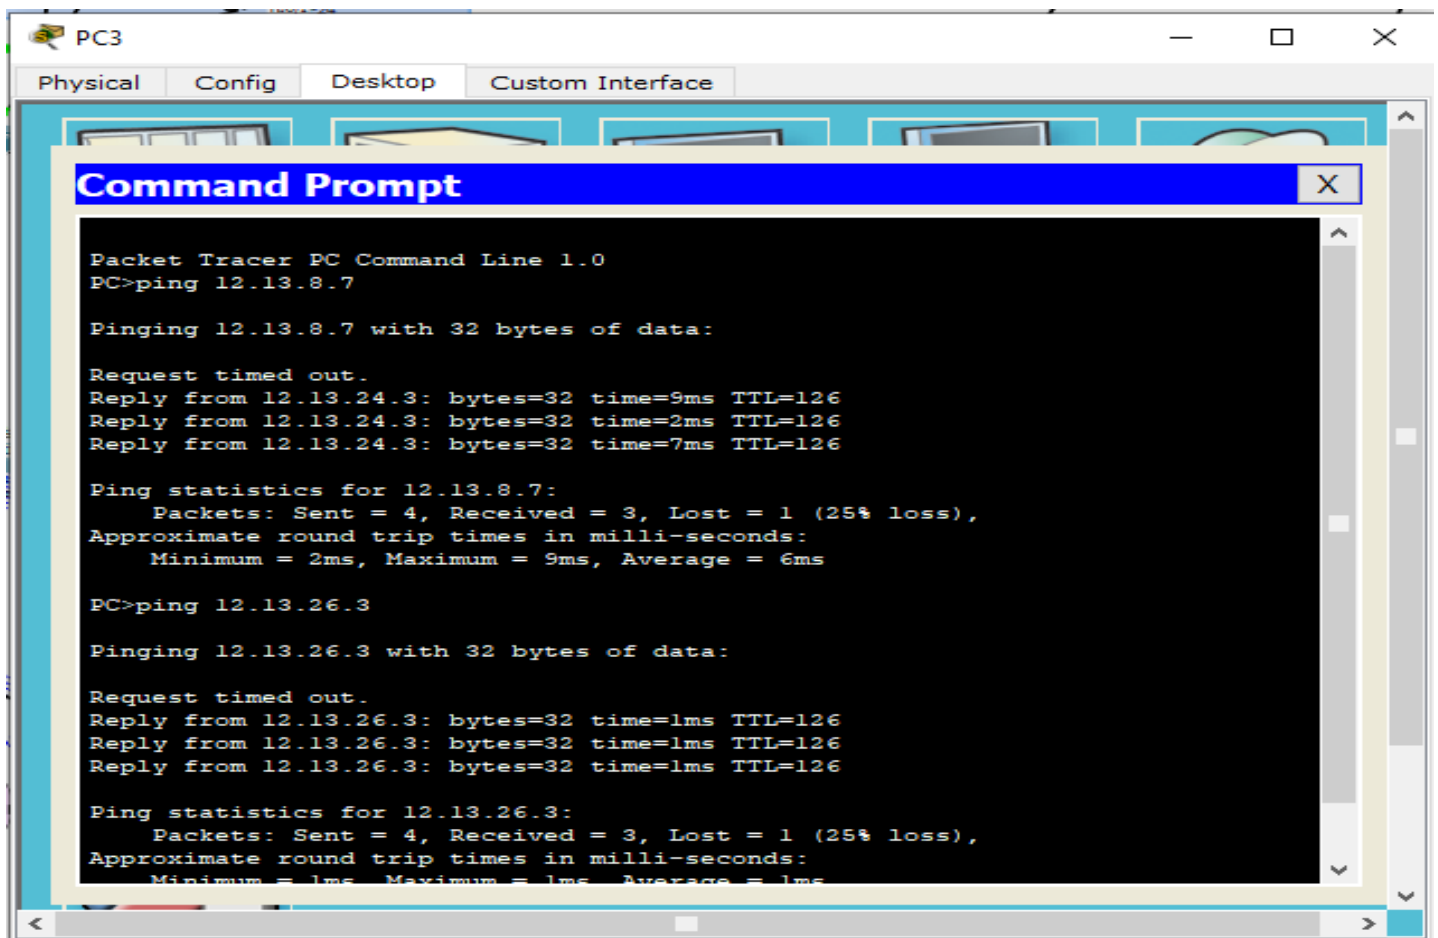 PC3
Physical Config Desktop Custom Interface
Command Prompt X
Packet Tracer PC Command Line 1.0
PC>ping 12.13.8.7
Pinging 12.13.8.7 with 32 bytes of data:
Request timed out.
Reply from 12.13.24.3: bytes=32 time=9ms TTL=126
Reply from 12.13.24.3: bytes=32 time=2ms TTL=126
Reply from 12.13.24.3: bytes=32 time=7ms TTL=126
Ping statistics for 12.13.8.7:
Packets: Sent = 4, Received = 3, Lost = 1 (25% loss),
Approximate round trip times in milli-seconds:
Minimum = 2ms, Maximum = 9ms, Average = 6ms
PC>ping 12.13.26.3
Pinging 12.13.26.3 with 32 bytes of data:
Request timed out.
Reply from 12.13.26.3: bytes=32 time=1ms TTL=126
Reply from 12.13.26.3: bytes=32 time=1ms TTL=126
Reply from 12.13.26.3: bytes=32 time=1ms TTL=126
Ping statistics for 12.13.26.3:
Packets: Sent = 4, Received = 3, Lost = 1 (25% loss),
Approximate round trip times in milli-seconds:
Minimum = 1ms, Maximum = 1ms, Average = 1ms